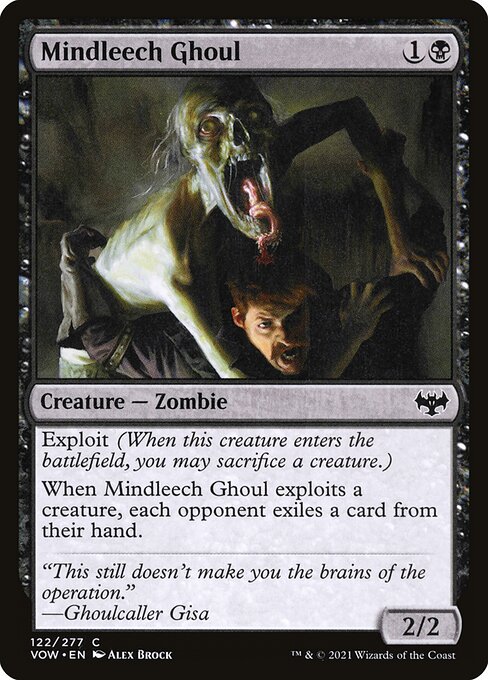 Mindleech Ghoul 1
Creature — Zombie
Exploit (When this creature enters the
battlefield, you may sacrifice a creature.)
When Mindleech Ghoul exploits a
creature, each opponent exiles a card from
their hand.
“This still doesn’t make you the brains of the
operation.”
—Ghoulcaller Gisa
2/2
122/277 C
VOW • EN Alex Brock
™ & © 2021 Wizards of the Coast